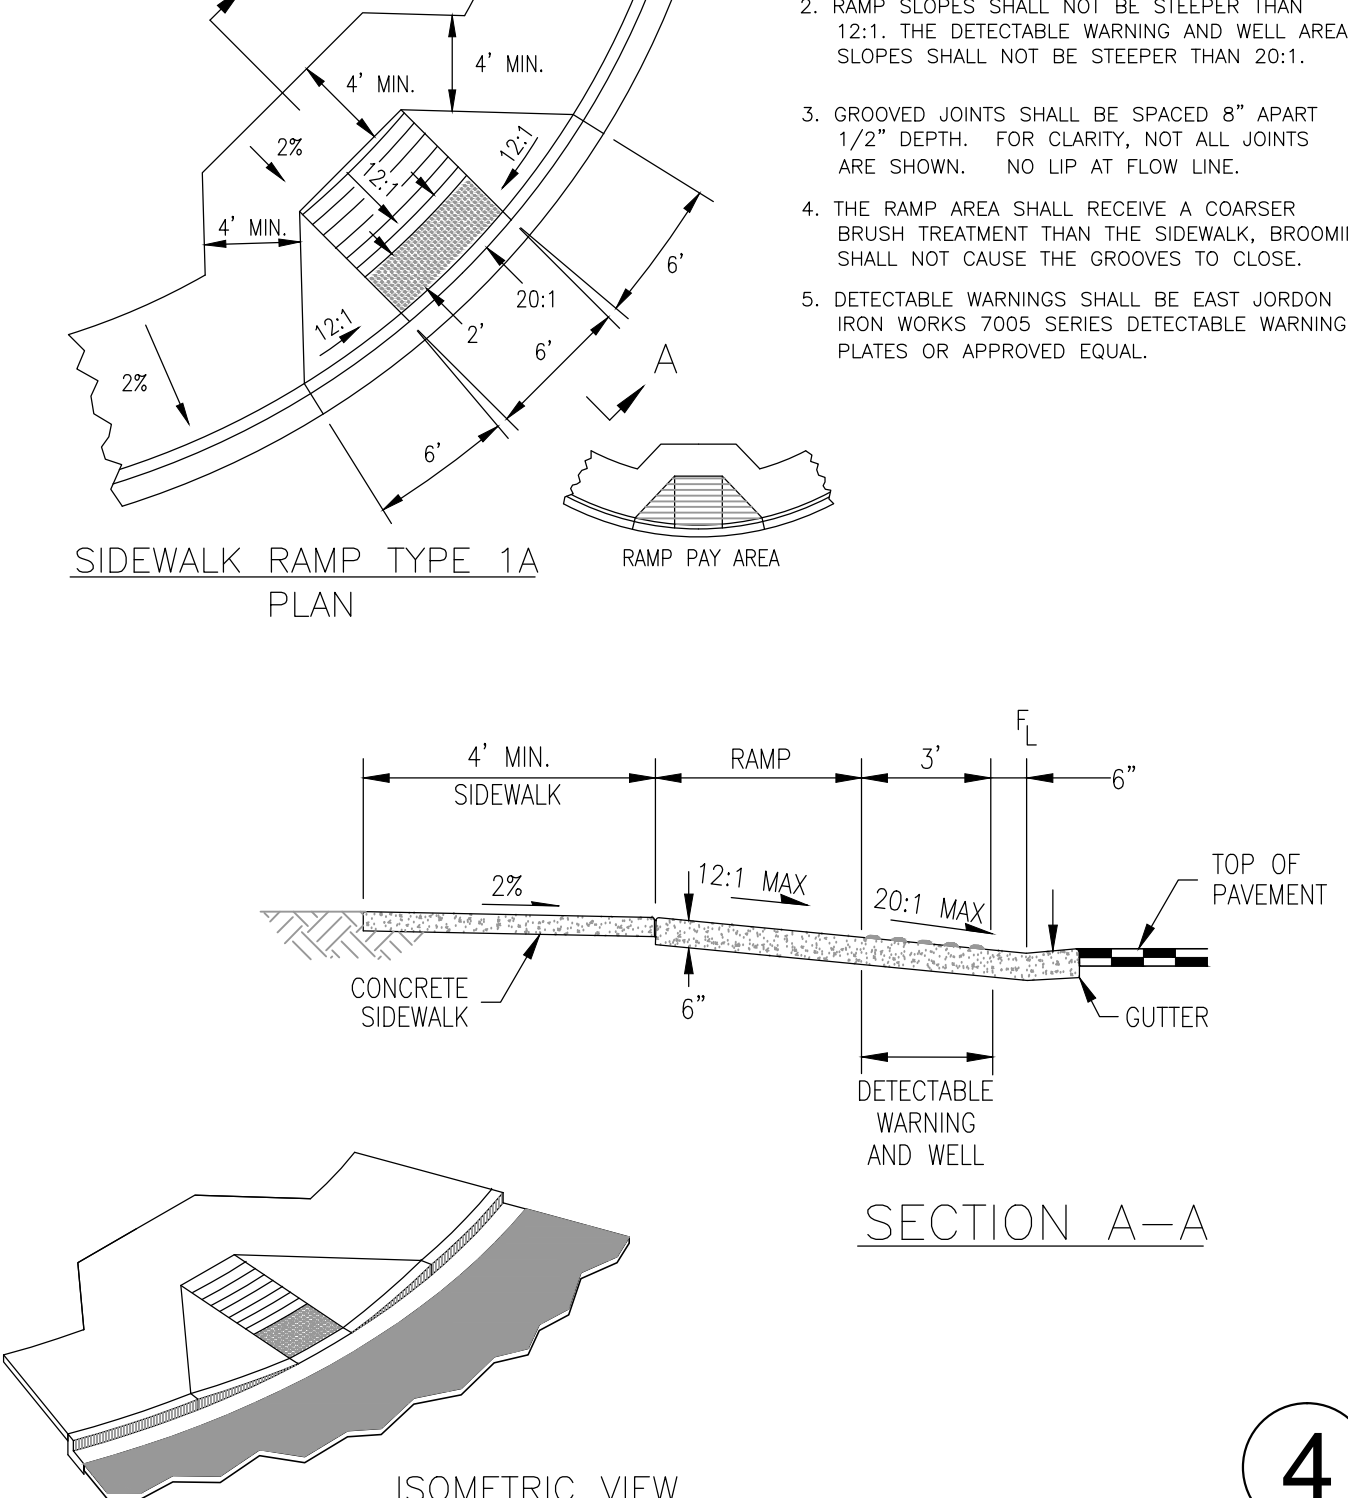 2. RAMP SLOPES SHALL NOT BE STEEPER THAN
12:1. THE DETECTABLE WARNING AND WELL AREA
SLOPES SHALL NOT BE STEEPER THAN 20:1.
3. GROOVED JOINTS SHALL BE SPACED 8" APART
1/2" DEPTH. FOR CLARITY, NOT ALL JOINTS
ARE SHOWN. NO LIP AT FLOW LINE.
4. THE RAMP AREA SHALL RECEIVE A COARSER
BRUSH TREATMENT THAN THE SIDEWALK,
SHALL NOT CAUSE THE GROOVES TO CLOSE.
5. DETECTABLE WARNINGS SHALL BE EAST JORDON
IRON WORKS 7005 SERIES DETECTABLE WARNING
PLATES OR APPROVED EQUAL.
4' MIN.
4' MIN.
2%
12:1
12:1
4' MIN.
6'
20:1
12:1
2'
6'
A
2%
6'
SIDEWALK RAMP TYPE 1A
PLAN
RAMP PAY AREA
FL
4' MIN.
SIDEWALK
RAMP
3'
6"
2%
12:1 MAX
20:1 MAX
TOP OF
PAVEMENT
CONCRETE
SIDEWALK
6"
GUTTER
DETECTABLE
WARNING
AND WELL
SECTION A-A
ISOMETRIC VIEW
4